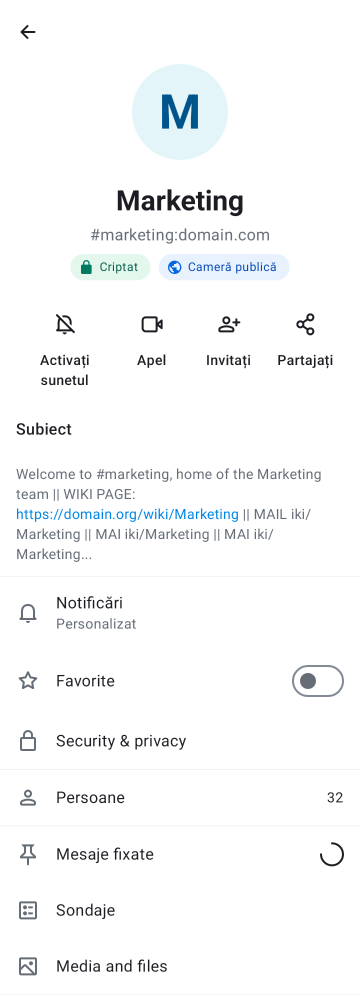 M
Marketing
#marketing:domain.com
Criptat
Cameră publică
Activați
sunetul
Apel
Invitați
Partajați
Subiect
Welcome to #marketing, home of the Marketing
team || WIKI PAGE:
https://domain.org/wiki/Marketing || MAIL iki/
Marketing || MAI iki/Marketing || MAI iki/
Marketing...
Notificări
Personalizat
Favorite
Security & privacy
Persoane
32
Mesaje fixate
Sondaje
Media and files